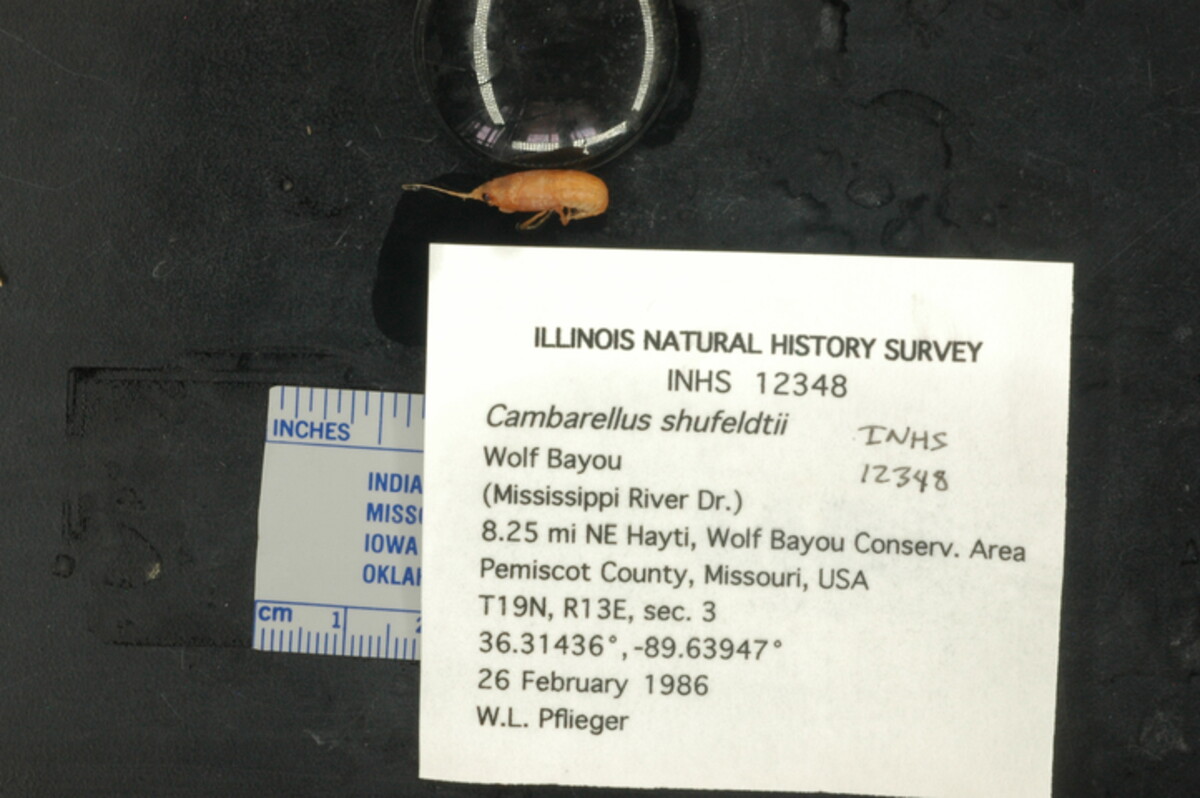 ILLINOIS NATURAL HISTORY SURVEY
INHS 12348
Cambarellus shufeldtii
INHS
12348
Wolf Bayou
(Mississippi River Dr.)
8.25 mi NE Hayti, Wolf Bayou Conserv. Area
Pemiscot County, Missouri, USA
T19N, R13E, sec. 3
36.31436°, -89.63947°
26 February 1986
W.L. Pflieger
INCHES
INDIA
MISSO
IOWA
OKLAH
cm 1 2